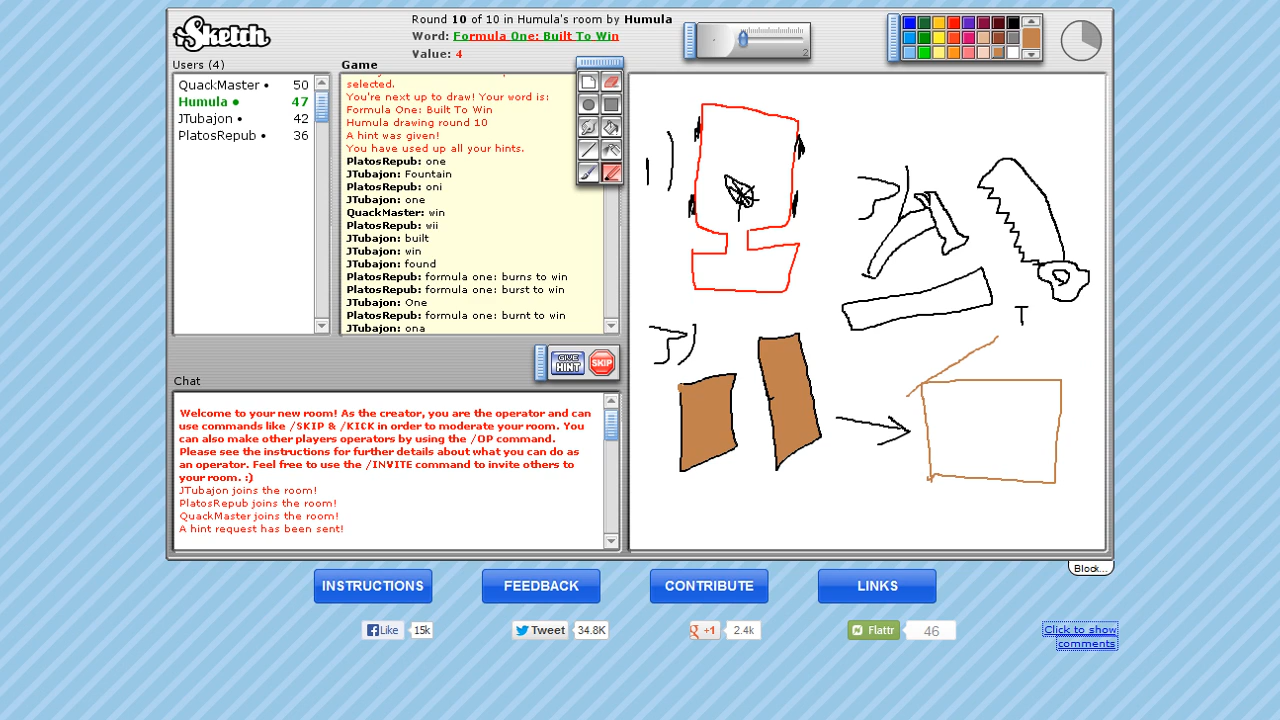 iSketch
Round 10 of 10 in Humula's room by Humula
Word: Formula One: Built To Win
Value: 4
2
Users (4)
QuackMaster • 50
Humula • 47
JTubajon • 42
PlatosRepub • 36
Game
selected.
You're next up to draw! Your word is:
Formula One: Built To Win
Humula drawing round 10
A hint was given!
You have used up all your hints.
PlatosRepub: one
JTubajon: Fountain
PlatosRepub: oni
JTubajon: one
QuackMaster: win
PlatosRepub: wii
JTubajon: built
JTubajon: win
JTubajon: found
PlatosRepub: formula one: burns to win
PlatosRepub: formula one: burst to win
JTubajon: One
PlatosRepub: formula one: burnt to win
JTubajon: ona
GIVE
HINT
SKIP
Chat
Welcome to your new room! As the creator, you are the operator and can
use commands like /SKIP & /KICK in order to moderate your room. You
can also make other players operators by using the /OP command.
Please see the instructions for further details about what you can do as
an operator. Feel free to use the /INVITE command to invite others to
your room. :)
JTubajon joins the room!
PlatosRepub joins the room!
QuackMaster joins the room!
A hint request has been sent!
1)
2)
T
3)
Block...
INSTRUCTIONS
FEEDBACK
CONTRIBUTE
LINKS
Like 15k
Tweet 34.8K
g +1 2.4k
Flattr 46
Click to show
comments